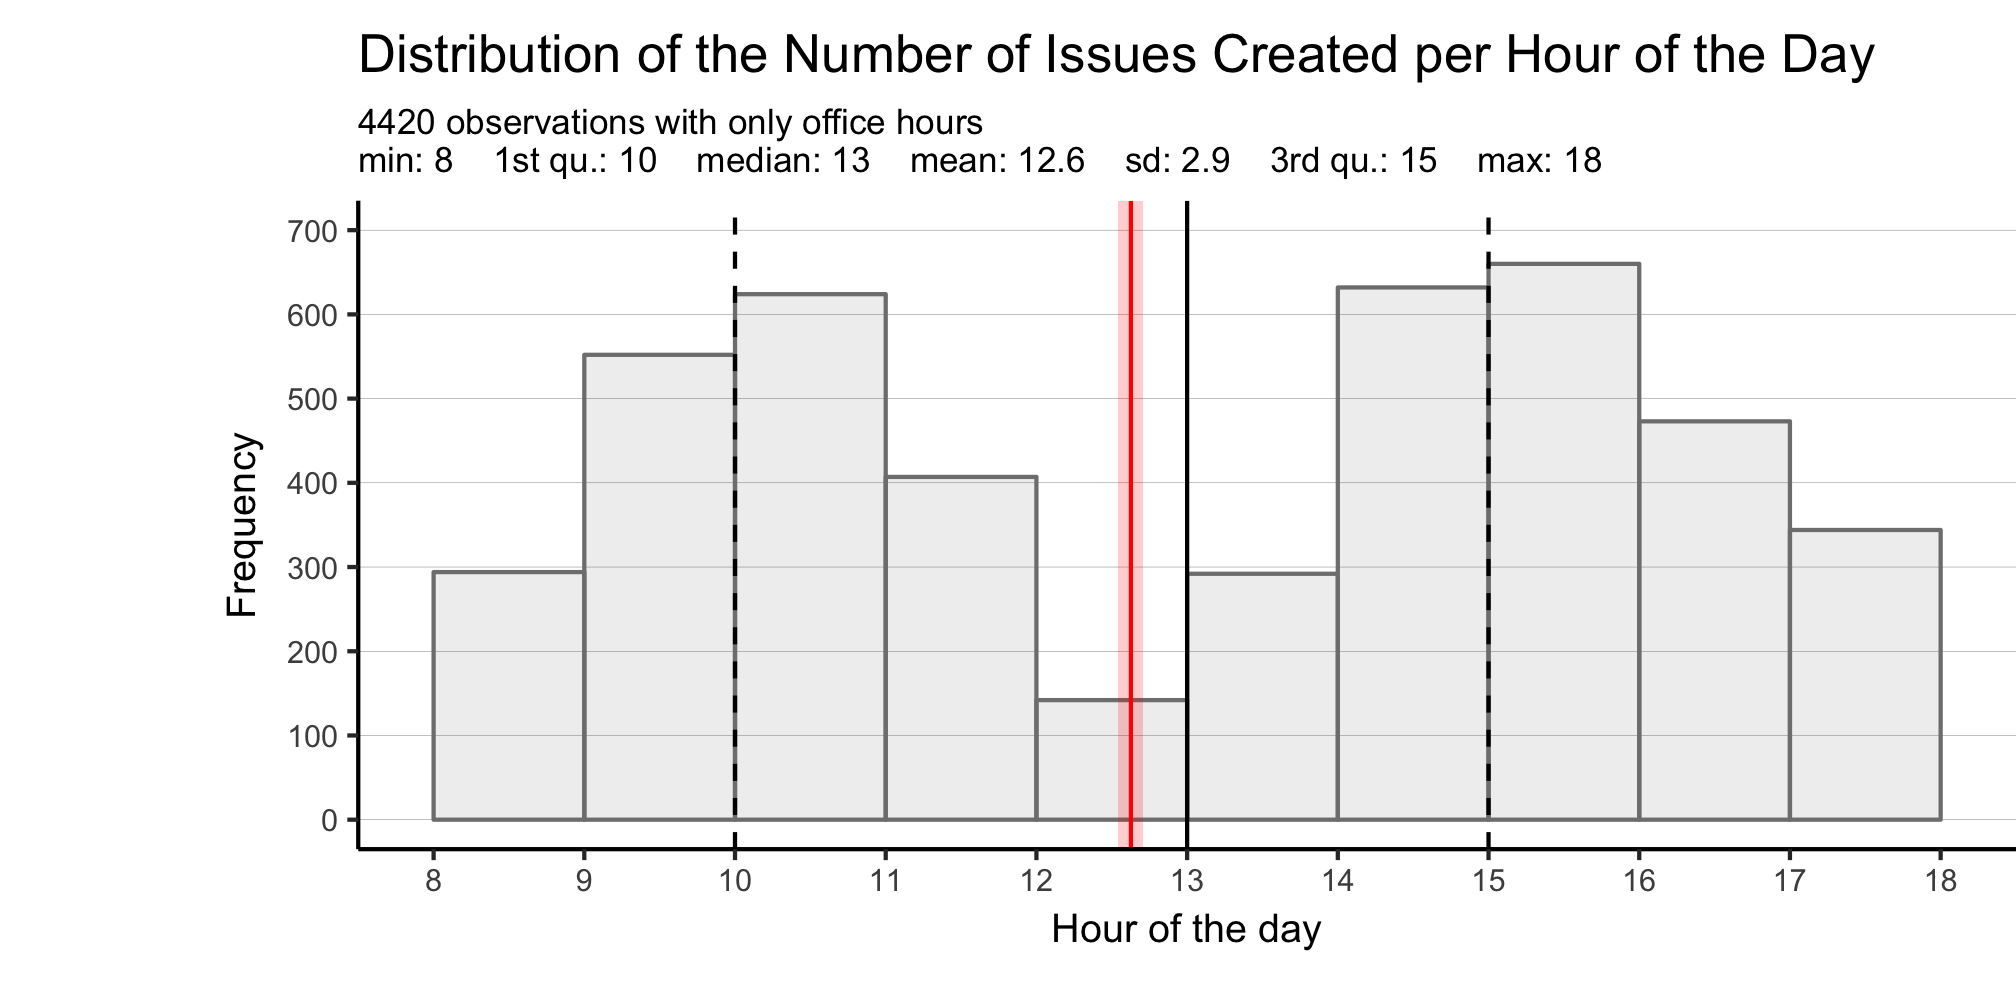 Distribution of the Number of Issues Created per Hour of the Day
4420 observations with only office hours
min: 8 1st qu.: 10 median: 13 mean: 12.6 sd: 2.9 3rd qu.: 15 max: 18
700
600
500
400
300
200
100
0
Frequency
8 9 10 11 12 13 14 15 16 17 18
Hour of the day